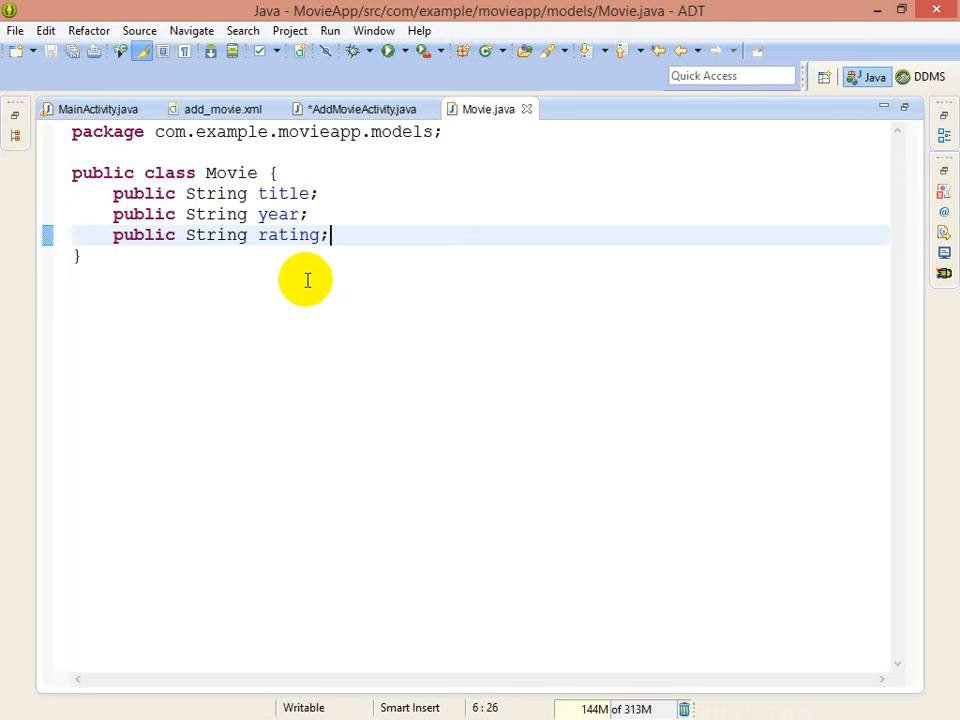 Java - MovieApp/src/com/example/movieapp/models/Movie.java - ADT
File Edit Refactor Source Navigate Search Project Run Window Help
Quick Access
Java
DDMS
MainActivity.java
add_movie.xml
*AddMovieActivity.java
Movie.java
package com.example.movieapp.models;
public class Movie {
public String title;
public String year;
public String rating;
}
Writable
Smart Insert
6 : 26
144M of 313M